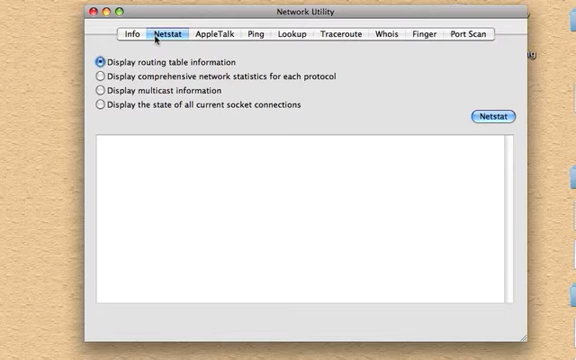 Network Utility
Info Netstat AppleTalk Ping Lookup Traceroute Whois Finger Port Scan
Display routing table information
Display comprehensive network statistics for each protocol
Display multicast information
Display the state of all current socket connections
Netstat